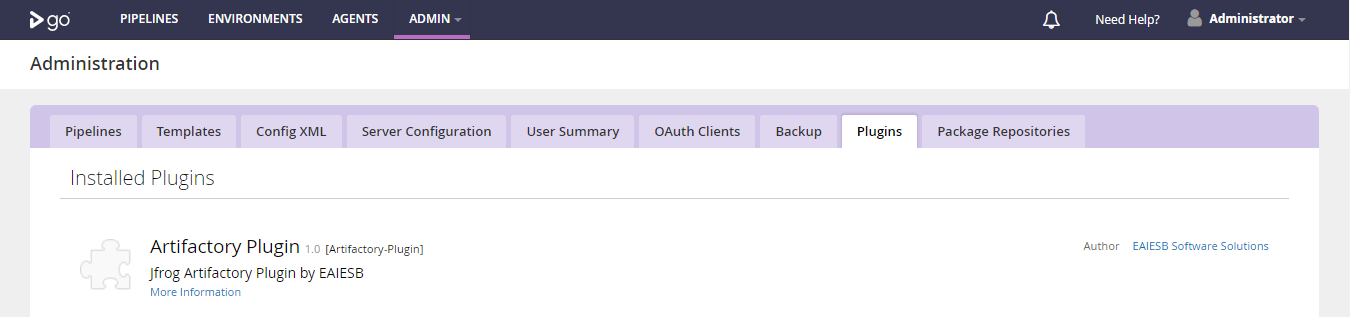 go PIPELINES ENVIRONMENTS AGENTS ADMIN Need Help? Administrator
Administration
Pipelines Templates Config XML Server Configuration User Summary OAuth Clients Backup Plugins Package Repositories
Installed Plugins
Artifactory Plugin 1.0 [Artifactory-Plugin] Author EAIESB Software Solutions
Jfrog Artifactory Plugin by EAIESB
More Information